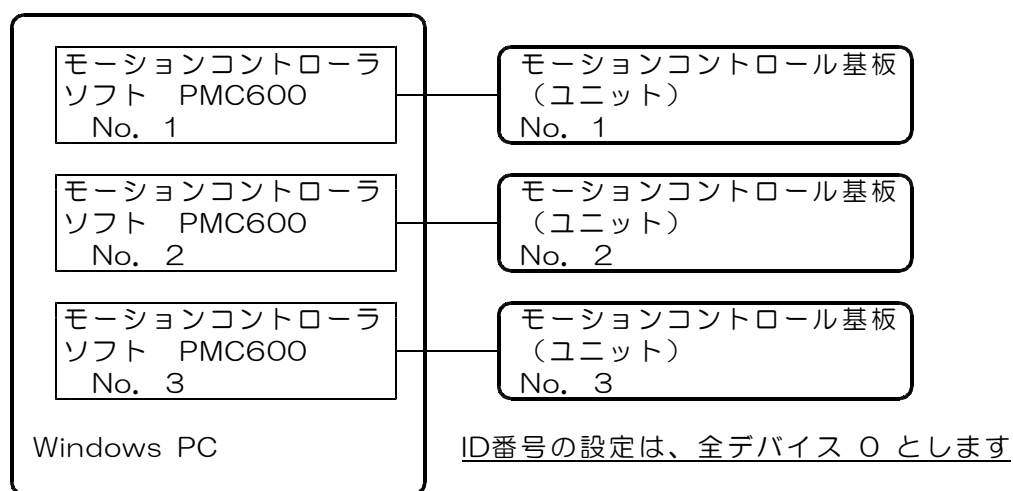 モーションコントローラ
ソフト　PMC600
No．1
モーションコントロール基板
（ユニット）
No．1
モーションコントローラ
ソフト　PMC600
No．2
モーションコントロール基板
（ユニット）
No．2
モーションコントローラ
ソフト　PMC600
No．3
モーションコントロール基板
（ユニット）
No．3
Windows PC
ID番号の設定は、全デバイス 0 とします